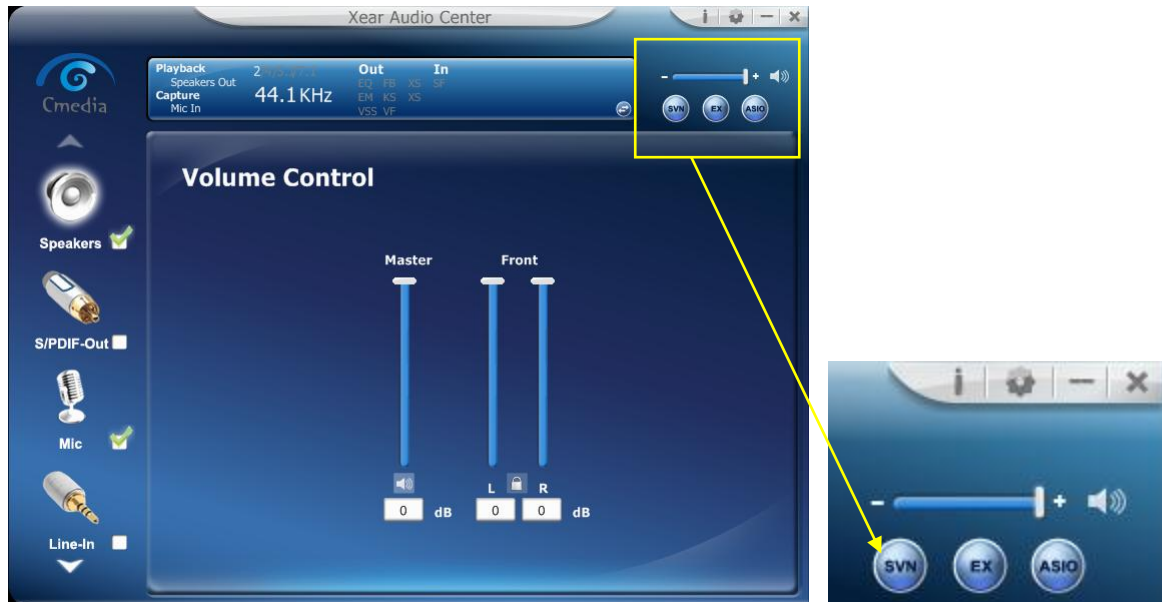 Xear Audio Center
i
Cmedia
Playback
Speakers Out
Capture
Mic In
44.1KHz
Out In
EQ FB XS SF
EM KS XS
VSS VF
- +
SVN EX ASIO
Volume Control
Speakers
S/PDIF-Out
Mic
Line-In
Master Front
L R
0 dB 0 0 dB
i
- +
SVN EX ASIO